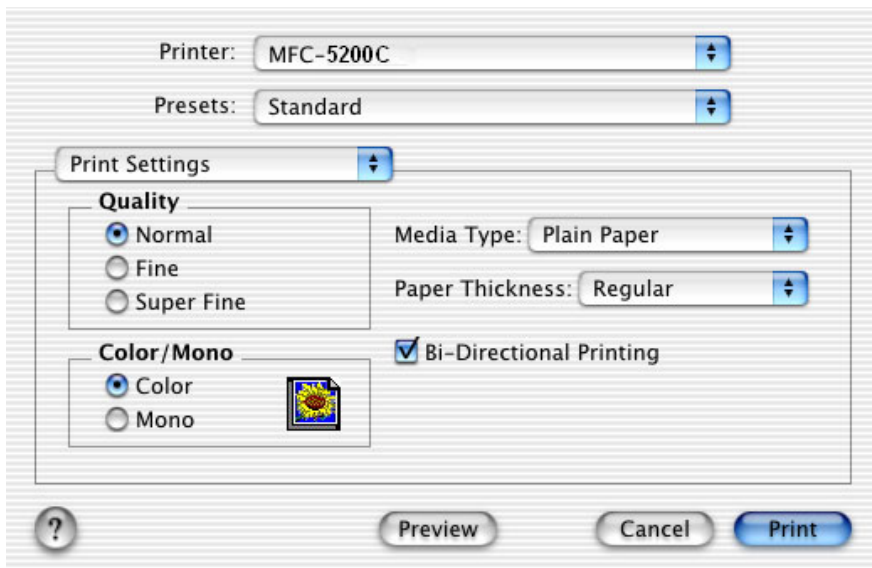 Printer: MFC-5200C
Presets: Standard
Print Settings
Quality
Normal
Fine
Super Fine
Media Type: Plain Paper
Paper Thickness: Regular
Color/Mono
Color
Mono
Bi-Directional Printing
?
Preview
Cancel
Print